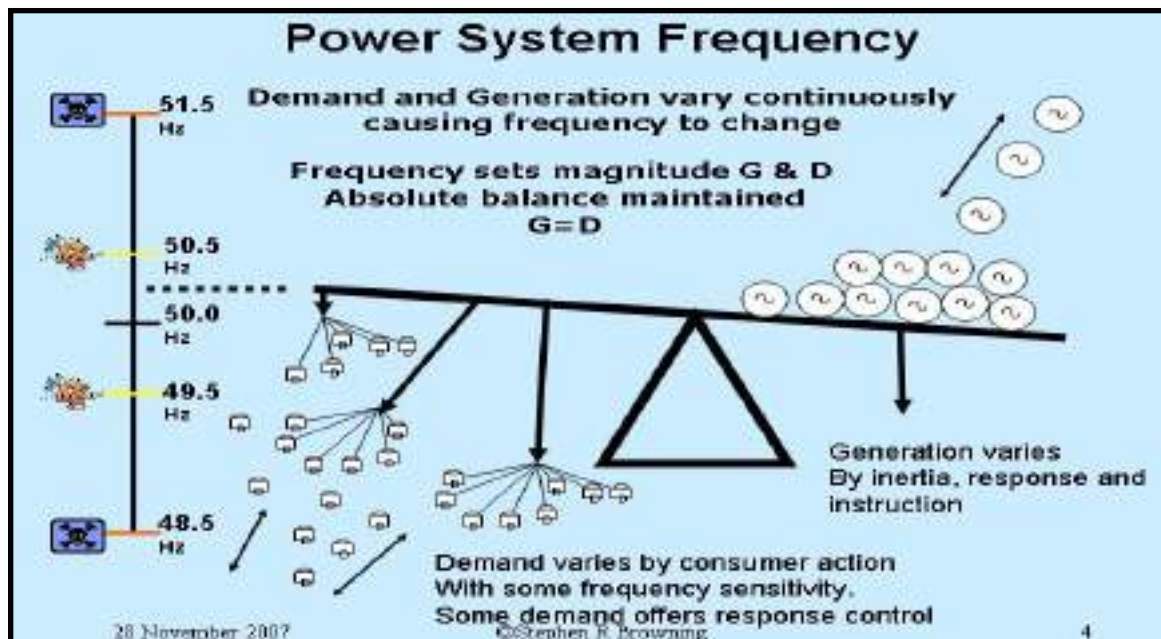 Power System Frequency
51.5
Hz
Demand and Generation vary continuously
causing frequency to change
Frequency sets magnitude G & D
Absolute balance maintained
G=D
50.5
Hz
50.0
Hz
49.5
Hz
Generation varies
By inertia, response and
instruction
48.5
Hz
Demand varies by consumer action
With some frequency sensitivity.
Some demand offers response control
28 November 2007
©Stephen R Browning
4